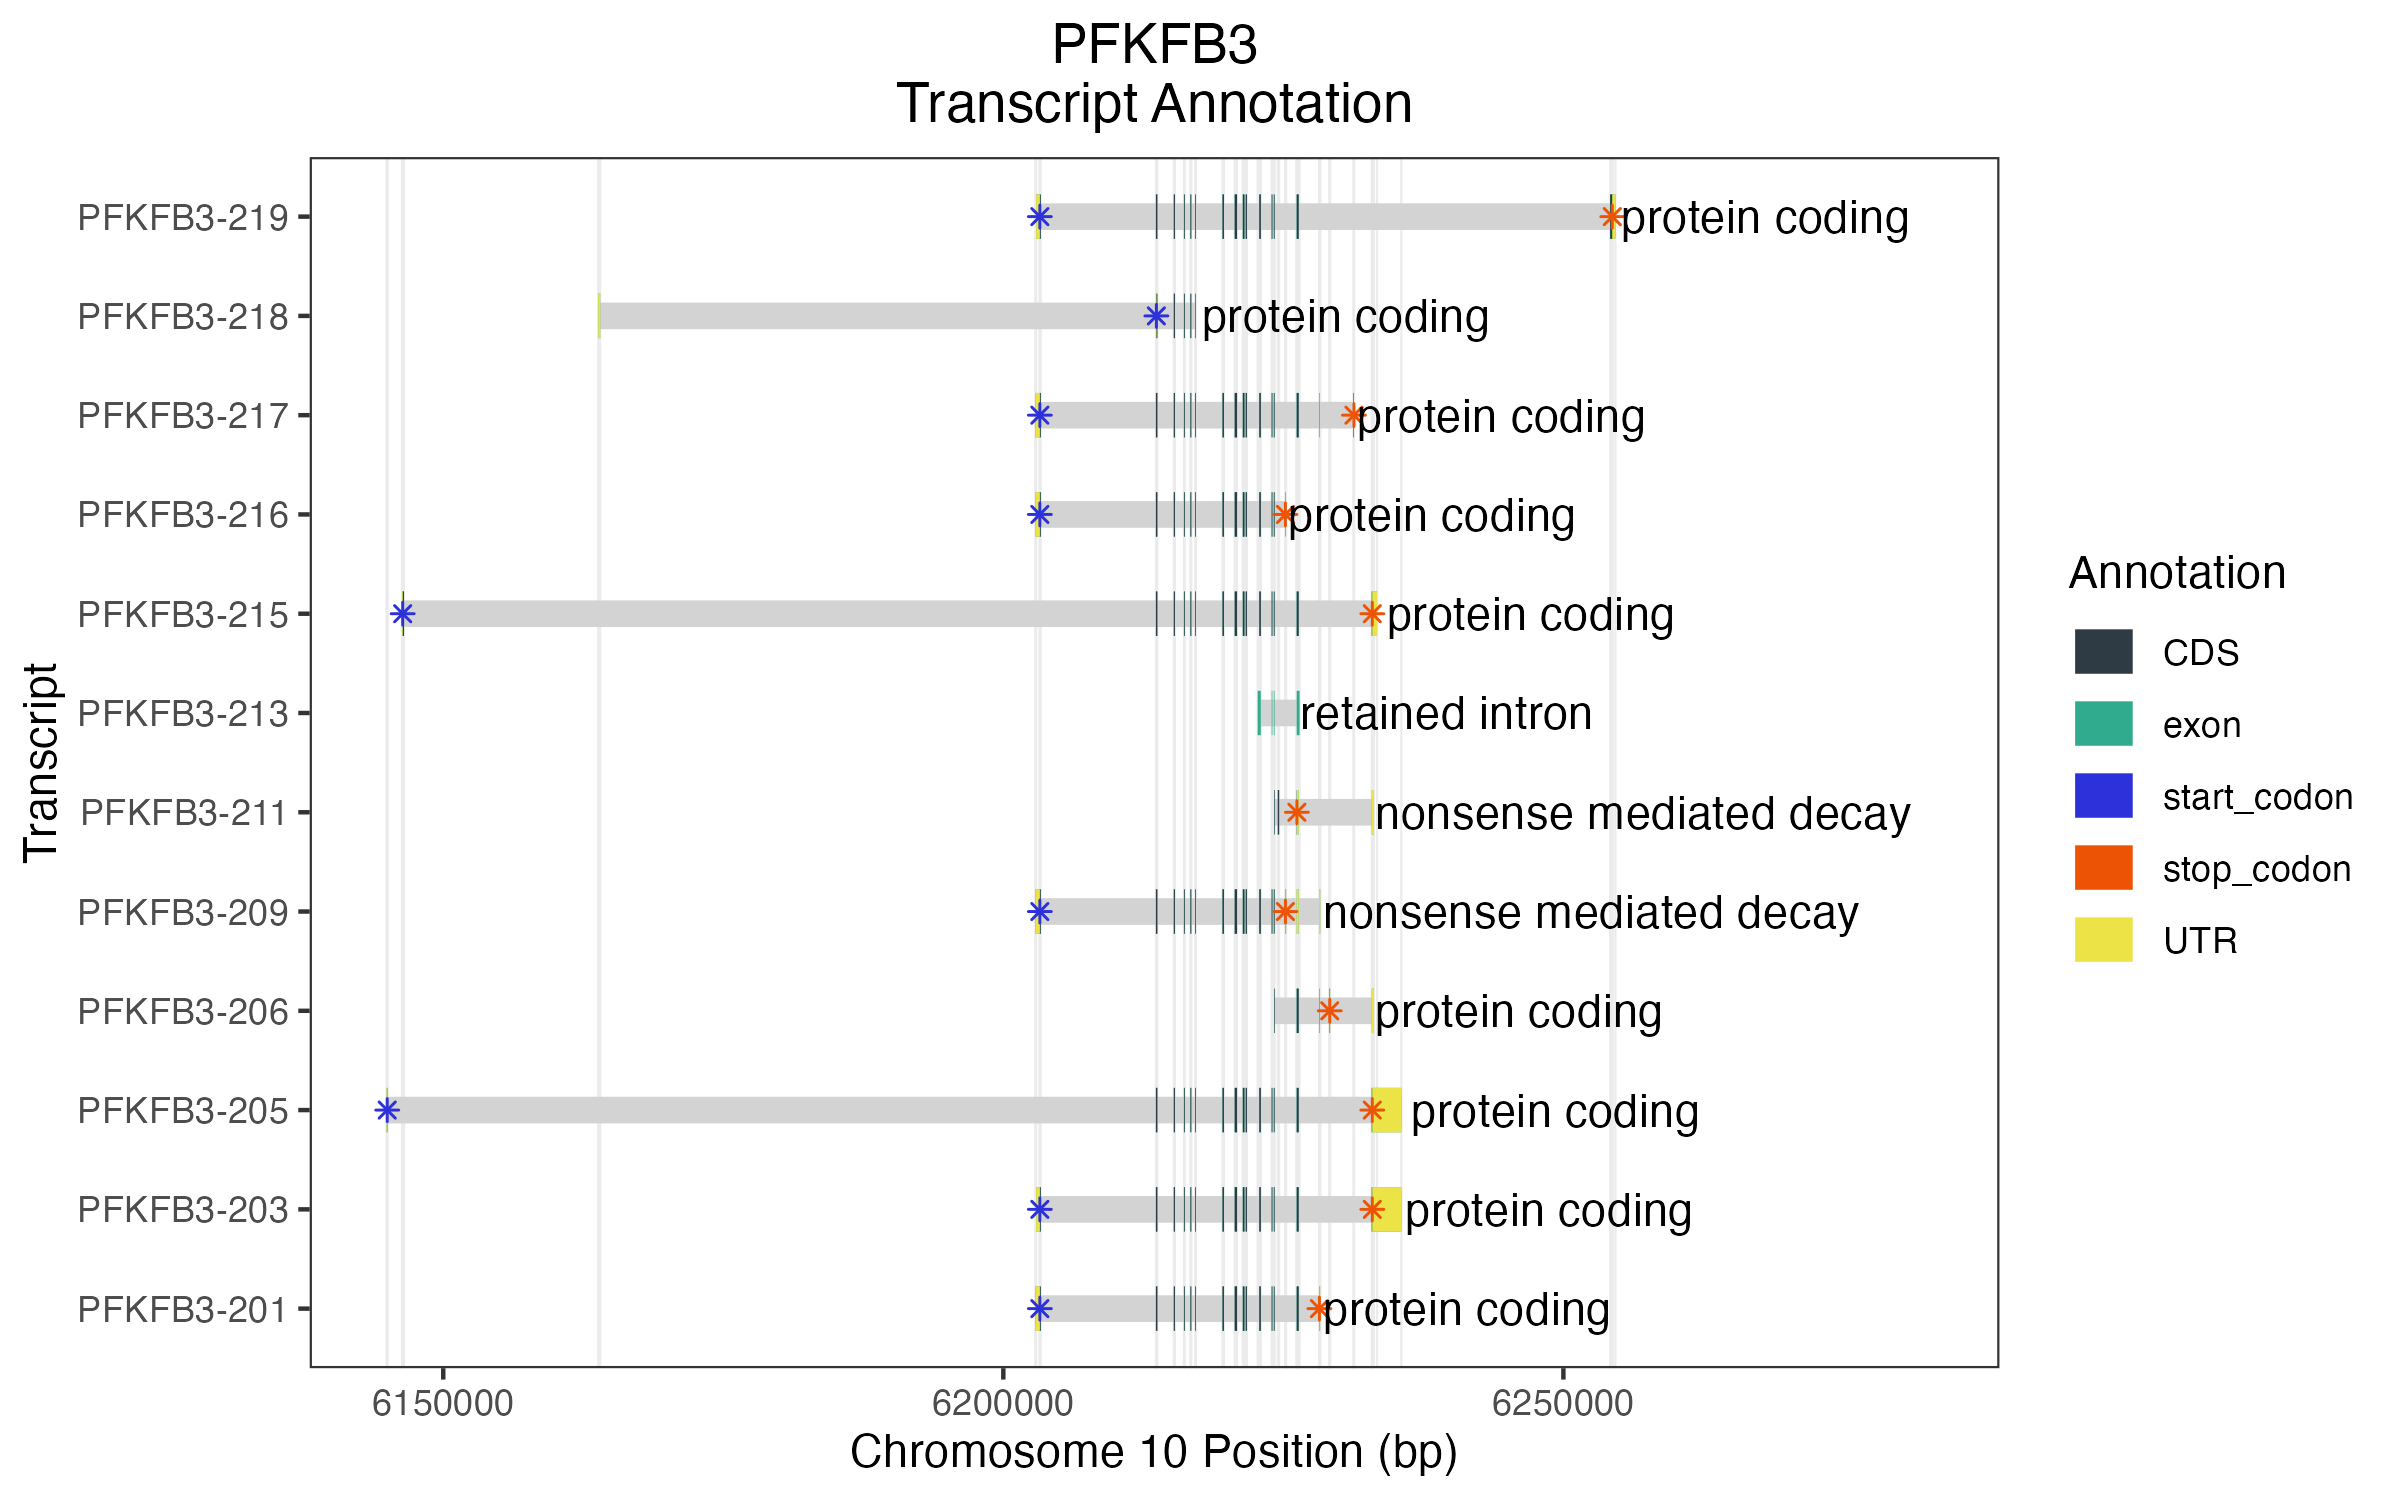 PFKFB3
Transcript Annotation
Transcript
PFKFB3-219
protein coding
PFKFB3-218
protein coding
PFKFB3-217
protein coding
PFKFB3-216
protein coding
PFKFB3-215
protein coding
PFKFB3-213
retained intron
PFKFB3-211
nonsense mediated decay
PFKFB3-209
nonsense mediated decay
PFKFB3-206
protein coding
PFKFB3-205
protein coding
PFKFB3-203
protein coding
PFKFB3-201
protein coding
6150000
6200000
6250000
Chromosome 10 Position (bp)
Annotation
CDS
exon
start_codon
stop_codon
UTR